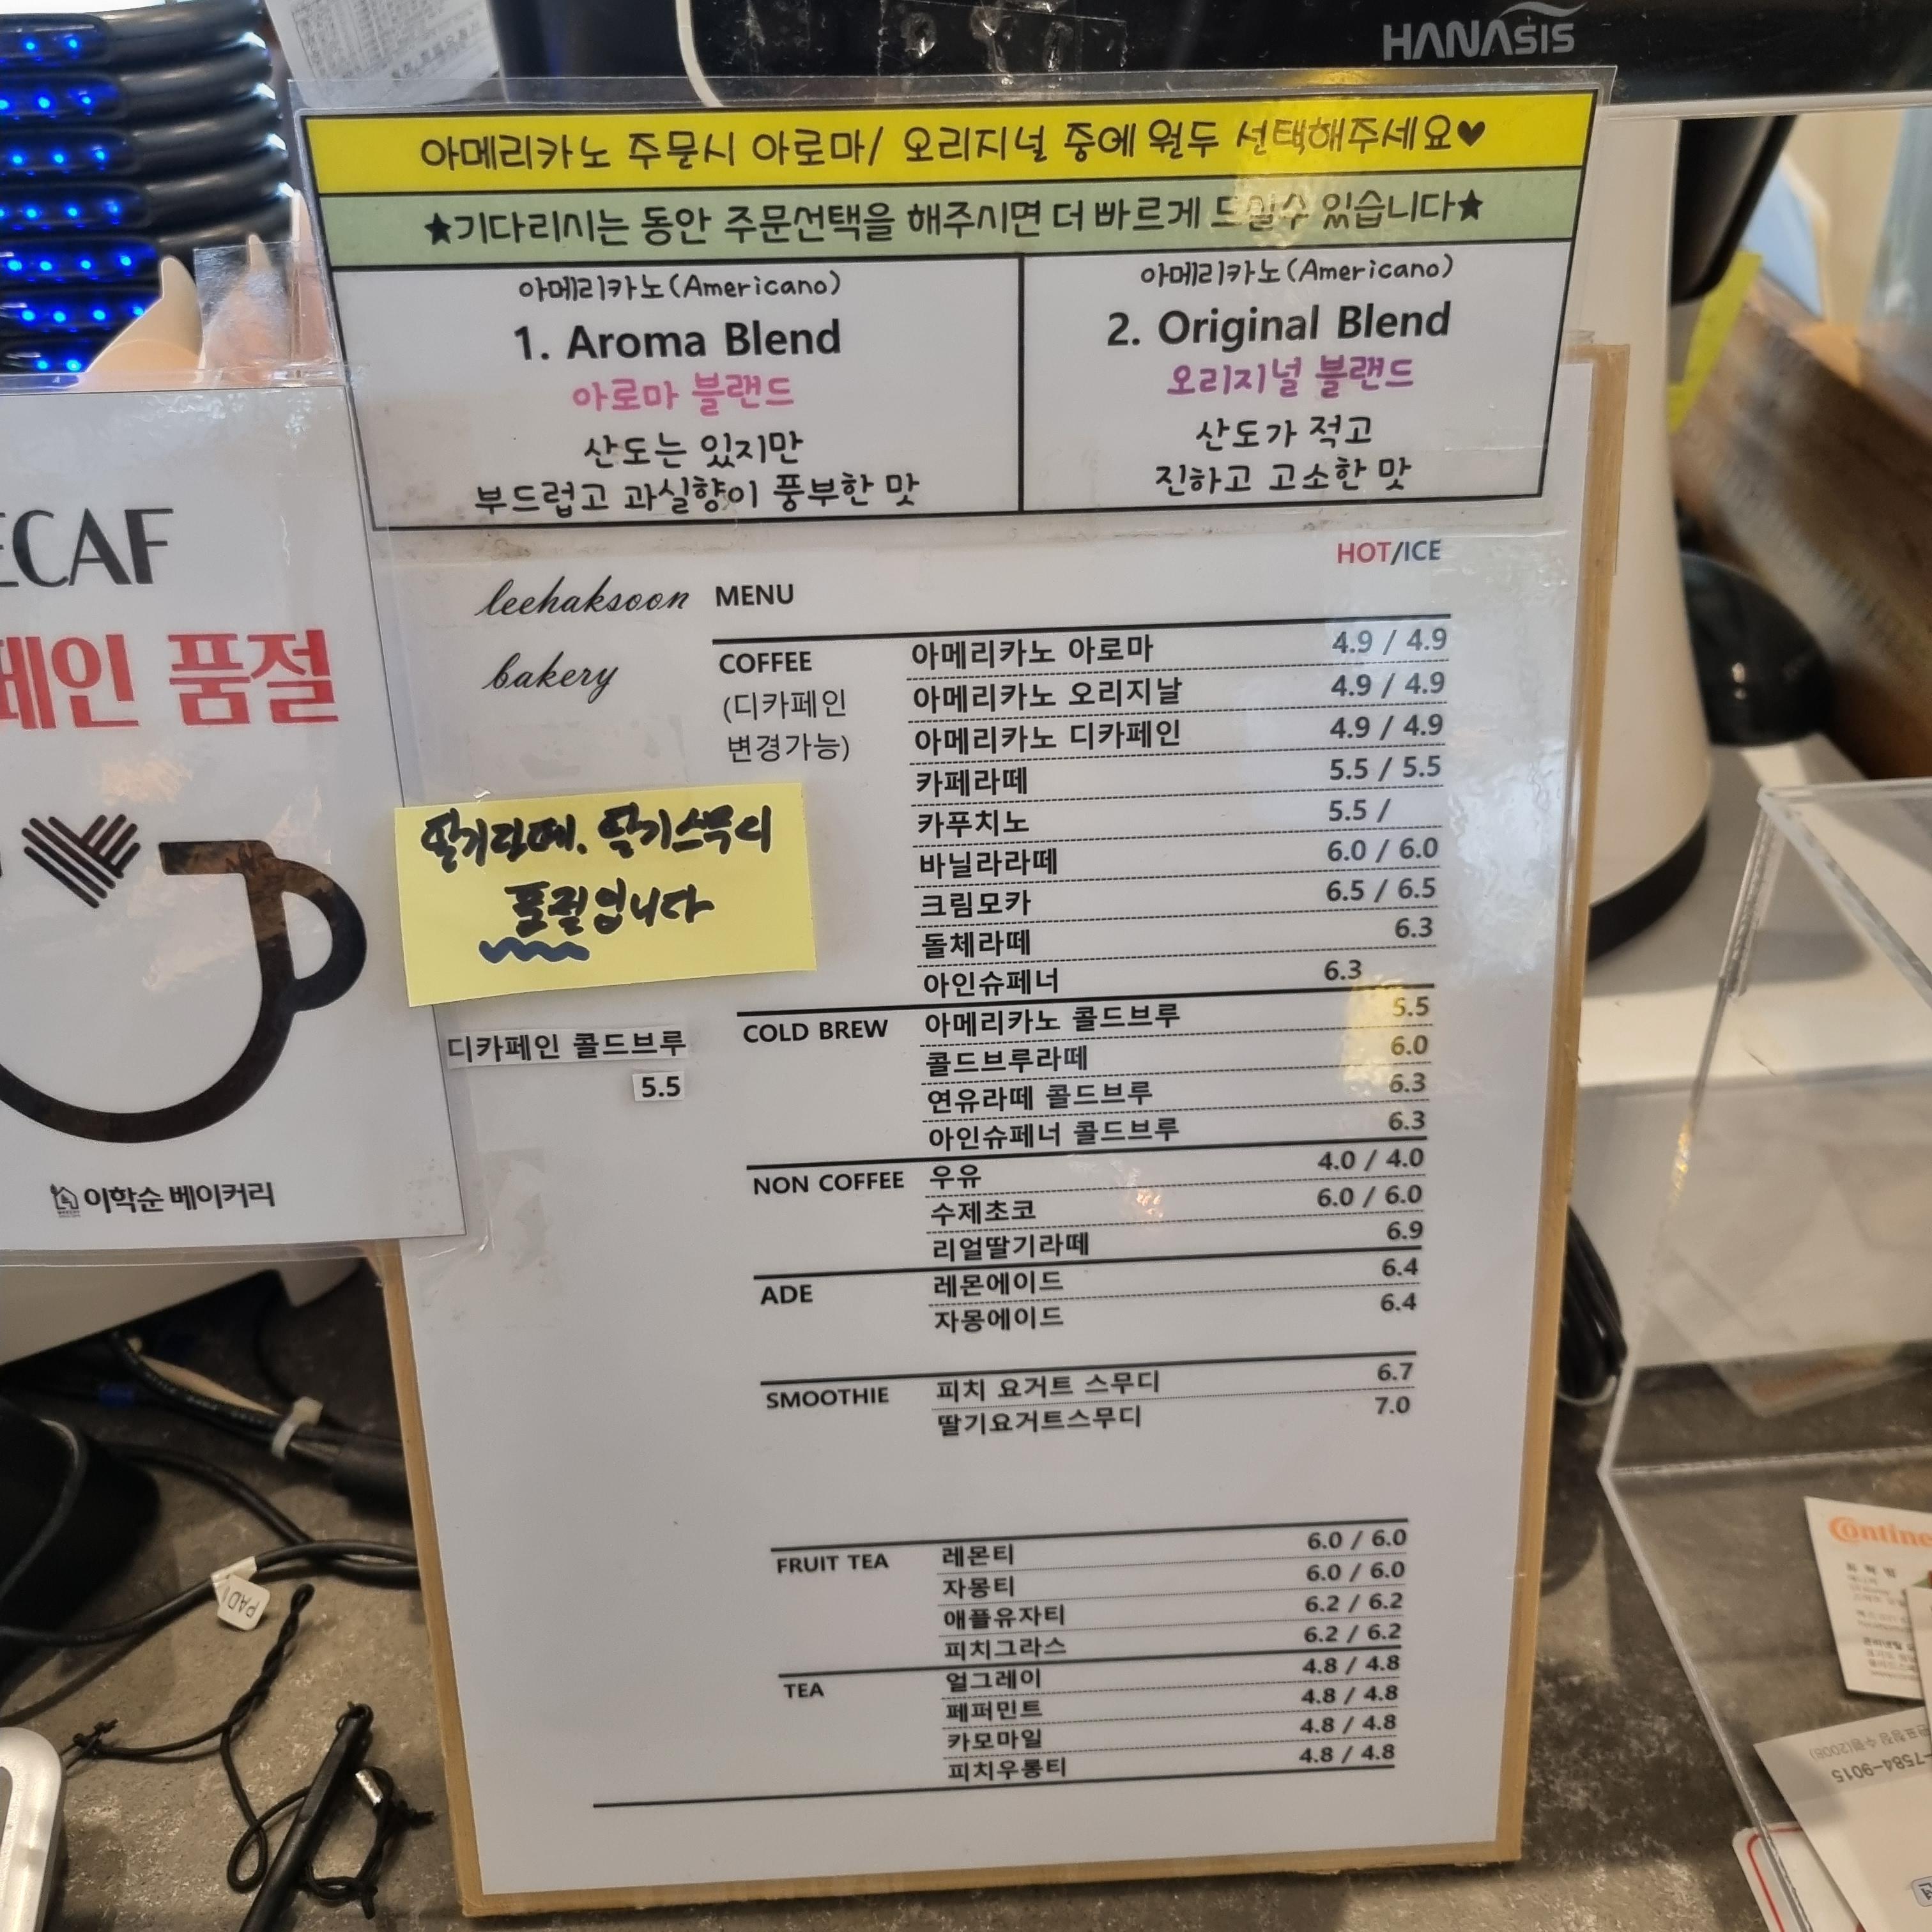 HANASIS
아메리카노 주문시 아로마/ 오리지널 중에 원두 선택해주세요♥
★기다리시는 동안 주문선택을 해주시면 더 빠르게 드실수 있습니다★
아메리카노(Americano)
1. Aroma Blend
아로마 블랜드
산도는 있지만
부드럽고 과실향이 풍부한 맛
아메리카노(Americano)
2. Original Blend
오리지널 블랜드
산도가 적고
진하고 고소한 맛
ECAF
페인 품절
이학순 베이커리
leehaksoon
bakery
MENU
HOT/ICE
딸기라떼. 딸기스무디
품절입니다
디카페인 콜드브루
5.5
COFFEE
(디카페인
변경가능)
아메리카노 아로마 4.9 / 4.9
아메리카노 오리지날 4.9 / 4.9
아메리카노 디카페인 4.9 / 4.9
카페라떼 5.5 / 5.5
카푸치노 5.5 /
바닐라라떼 6.0 / 6.0
크림모카 6.5 / 6.5
돌체라떼 6.3
아인슈페너 6.3
COLD BREW
아메리카노 콜드브루 5.5
콜드브루라떼 6.0
연유라떼 콜드브루 6.3
아인슈페너 콜드브루 6.3
NON COFFEE
우유 4.0 / 4.0
수제초코 6.0 / 6.0
리얼딸기라떼 6.9
ADE
레몬에이드 6.4
자몽에이드 6.4
SMOOTHIE
피치 요거트 스무디 6.7
딸기요거트스무디 7.0
FRUIT TEA
레몬티 6.0 / 6.0
자몽티 6.0 / 6.0
애플유자티 6.2 / 6.2
피치그라스 6.2 / 6.2
TEA
얼그레이 4.8 / 4.8
페퍼민트 4.8 / 4.8
카모마일 4.8 / 4.8
피치우롱티 4.8 / 4.8
PAD1
Contine
-7584-9015